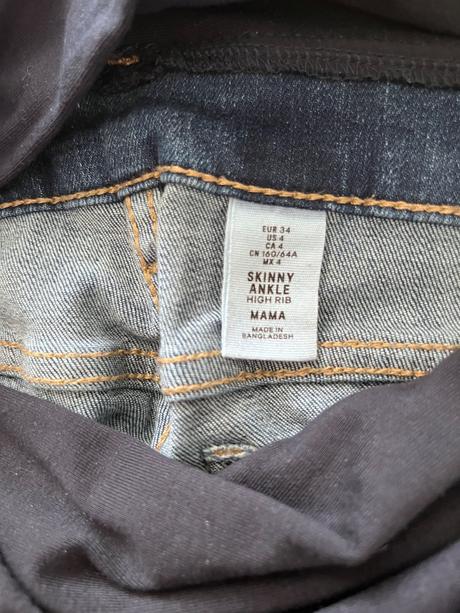 EUR 34
US 4
CA 4
CN 160/64A
MX 4
SKINNY
ANKLE
HIGH RIB
MAMA
MADE IN
BANGLADESH